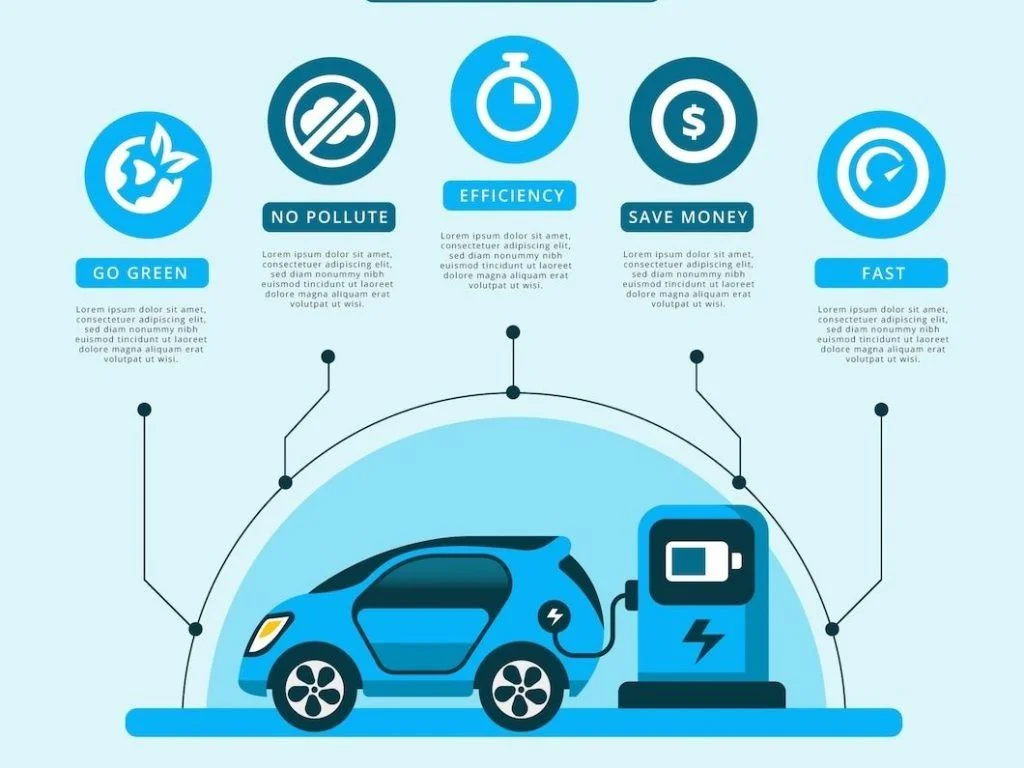 GO GREEN
Lorem ipsum dolor sit amet,
consectetuer adipiscing elit,
sed diam nonummy nibh
euismod tincidunt ut laoreet
dolore magna aliquam erat
volutpat ut wisi.
NO POLLUTE
Lorem ipsum dolor sit amet,
consectetuer adipiscing elit,
sed diam nonummy nibh
euismod tincidunt ut laoreet
dolore magna aliquam erat
volutpat ut wisi.
EFFICIENCY
Lorem ipsum dolor sit amet,
consectetuer adipiscing elit,
sed diam nonummy nibh
euismod tincidunt ut laoreet
dolore magna aliquam erat
volutpat ut wisi.
$
SAVE MONEY
Lorem ipsum dolor sit amet,
consectetuer adipiscing elit,
sed diam nonummy nibh
euismod tincidunt ut laoreet
dolore magna aliquam erat
volutpat ut wisi.
FAST
Lorem ipsum dolor sit amet,
consectetuer adipiscing elit,
sed diam nonummy nibh
euismod tincidunt ut laoreet
dolore magna aliquam erat
volutpat ut wisi.